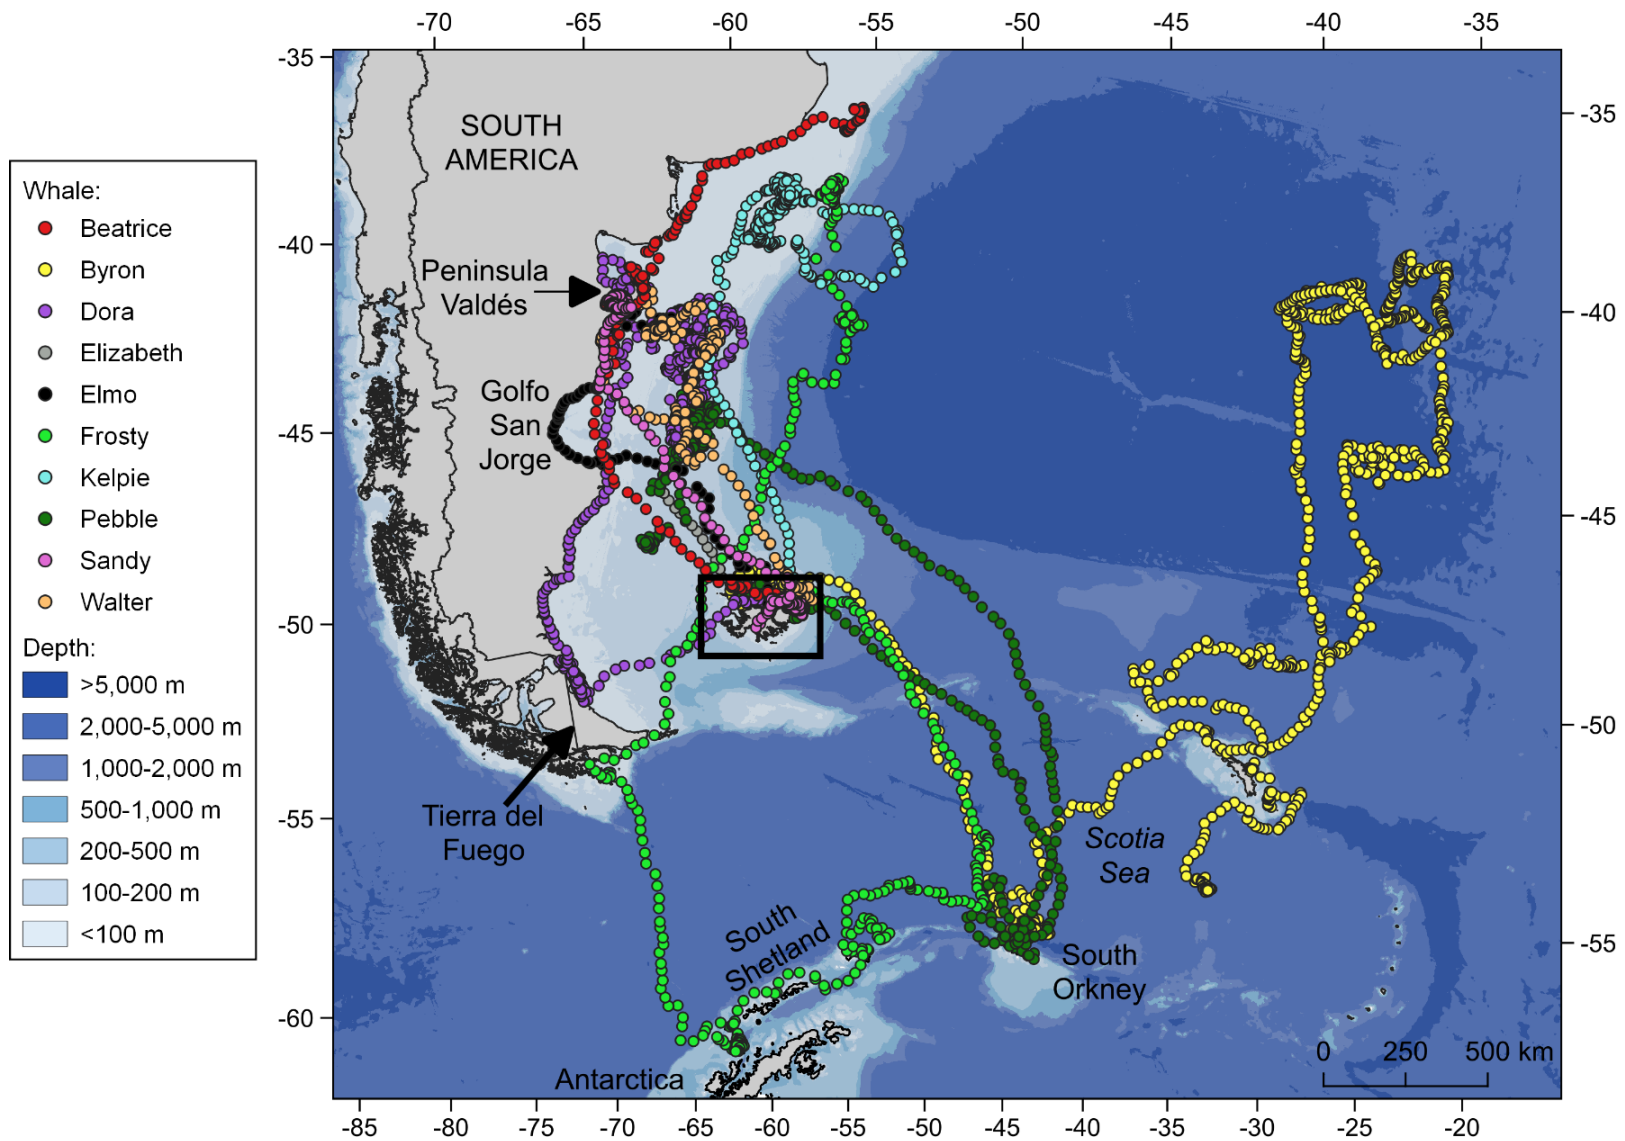 -70 -65 -60 -55 -50 -45 -40 -35
-35
-40
-45
-50
-55
-60
-35
-40
-45
-50
-55
-85 -80 -75 -70 -65 -60 -55 -50 -45 -40 -35 -30 -25 -20
Whale:
Beatrice
Byron
Dora
Elizabeth
Elmo
Frosty
Kelpie
Pebble
Sandy
Walter
Depth:
>5,000 m
2,000-5,000 m
1,000-2,000 m
500-1,000 m
200-500 m
100-200 m
<100 m
SOUTH
AMERICA
Peninsula
Valdés
Golfo
San
Jorge
Tierra del
Fuego
Scotia
Sea
South
Shetland
South
Orkney
Antarctica
0 250 500 km